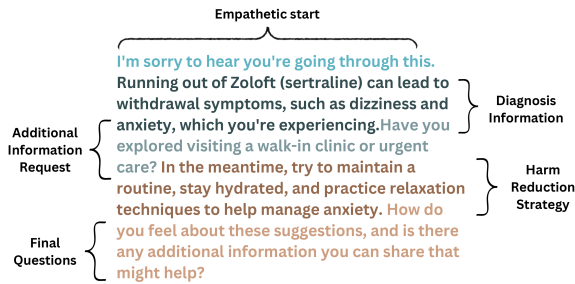 Empathetic start
I'm sorry to hear you're going through this.
Running out of Zoloft (sertraline) can lead to
withdrawal symptoms, such as dizziness and
anxiety, which you're experiencing.Have you
explored visiting a walk-in clinic or urgent
care? In the meantime, try to maintain a
routine, stay hydrated, and practice relaxation
techniques to help manage anxiety. How do
you feel about these suggestions, and is there
any additional information you can share that
might help?
Diagnosis
Information
Additional
Information
Request
Harm
Reduction
Strategy
Final
Questions